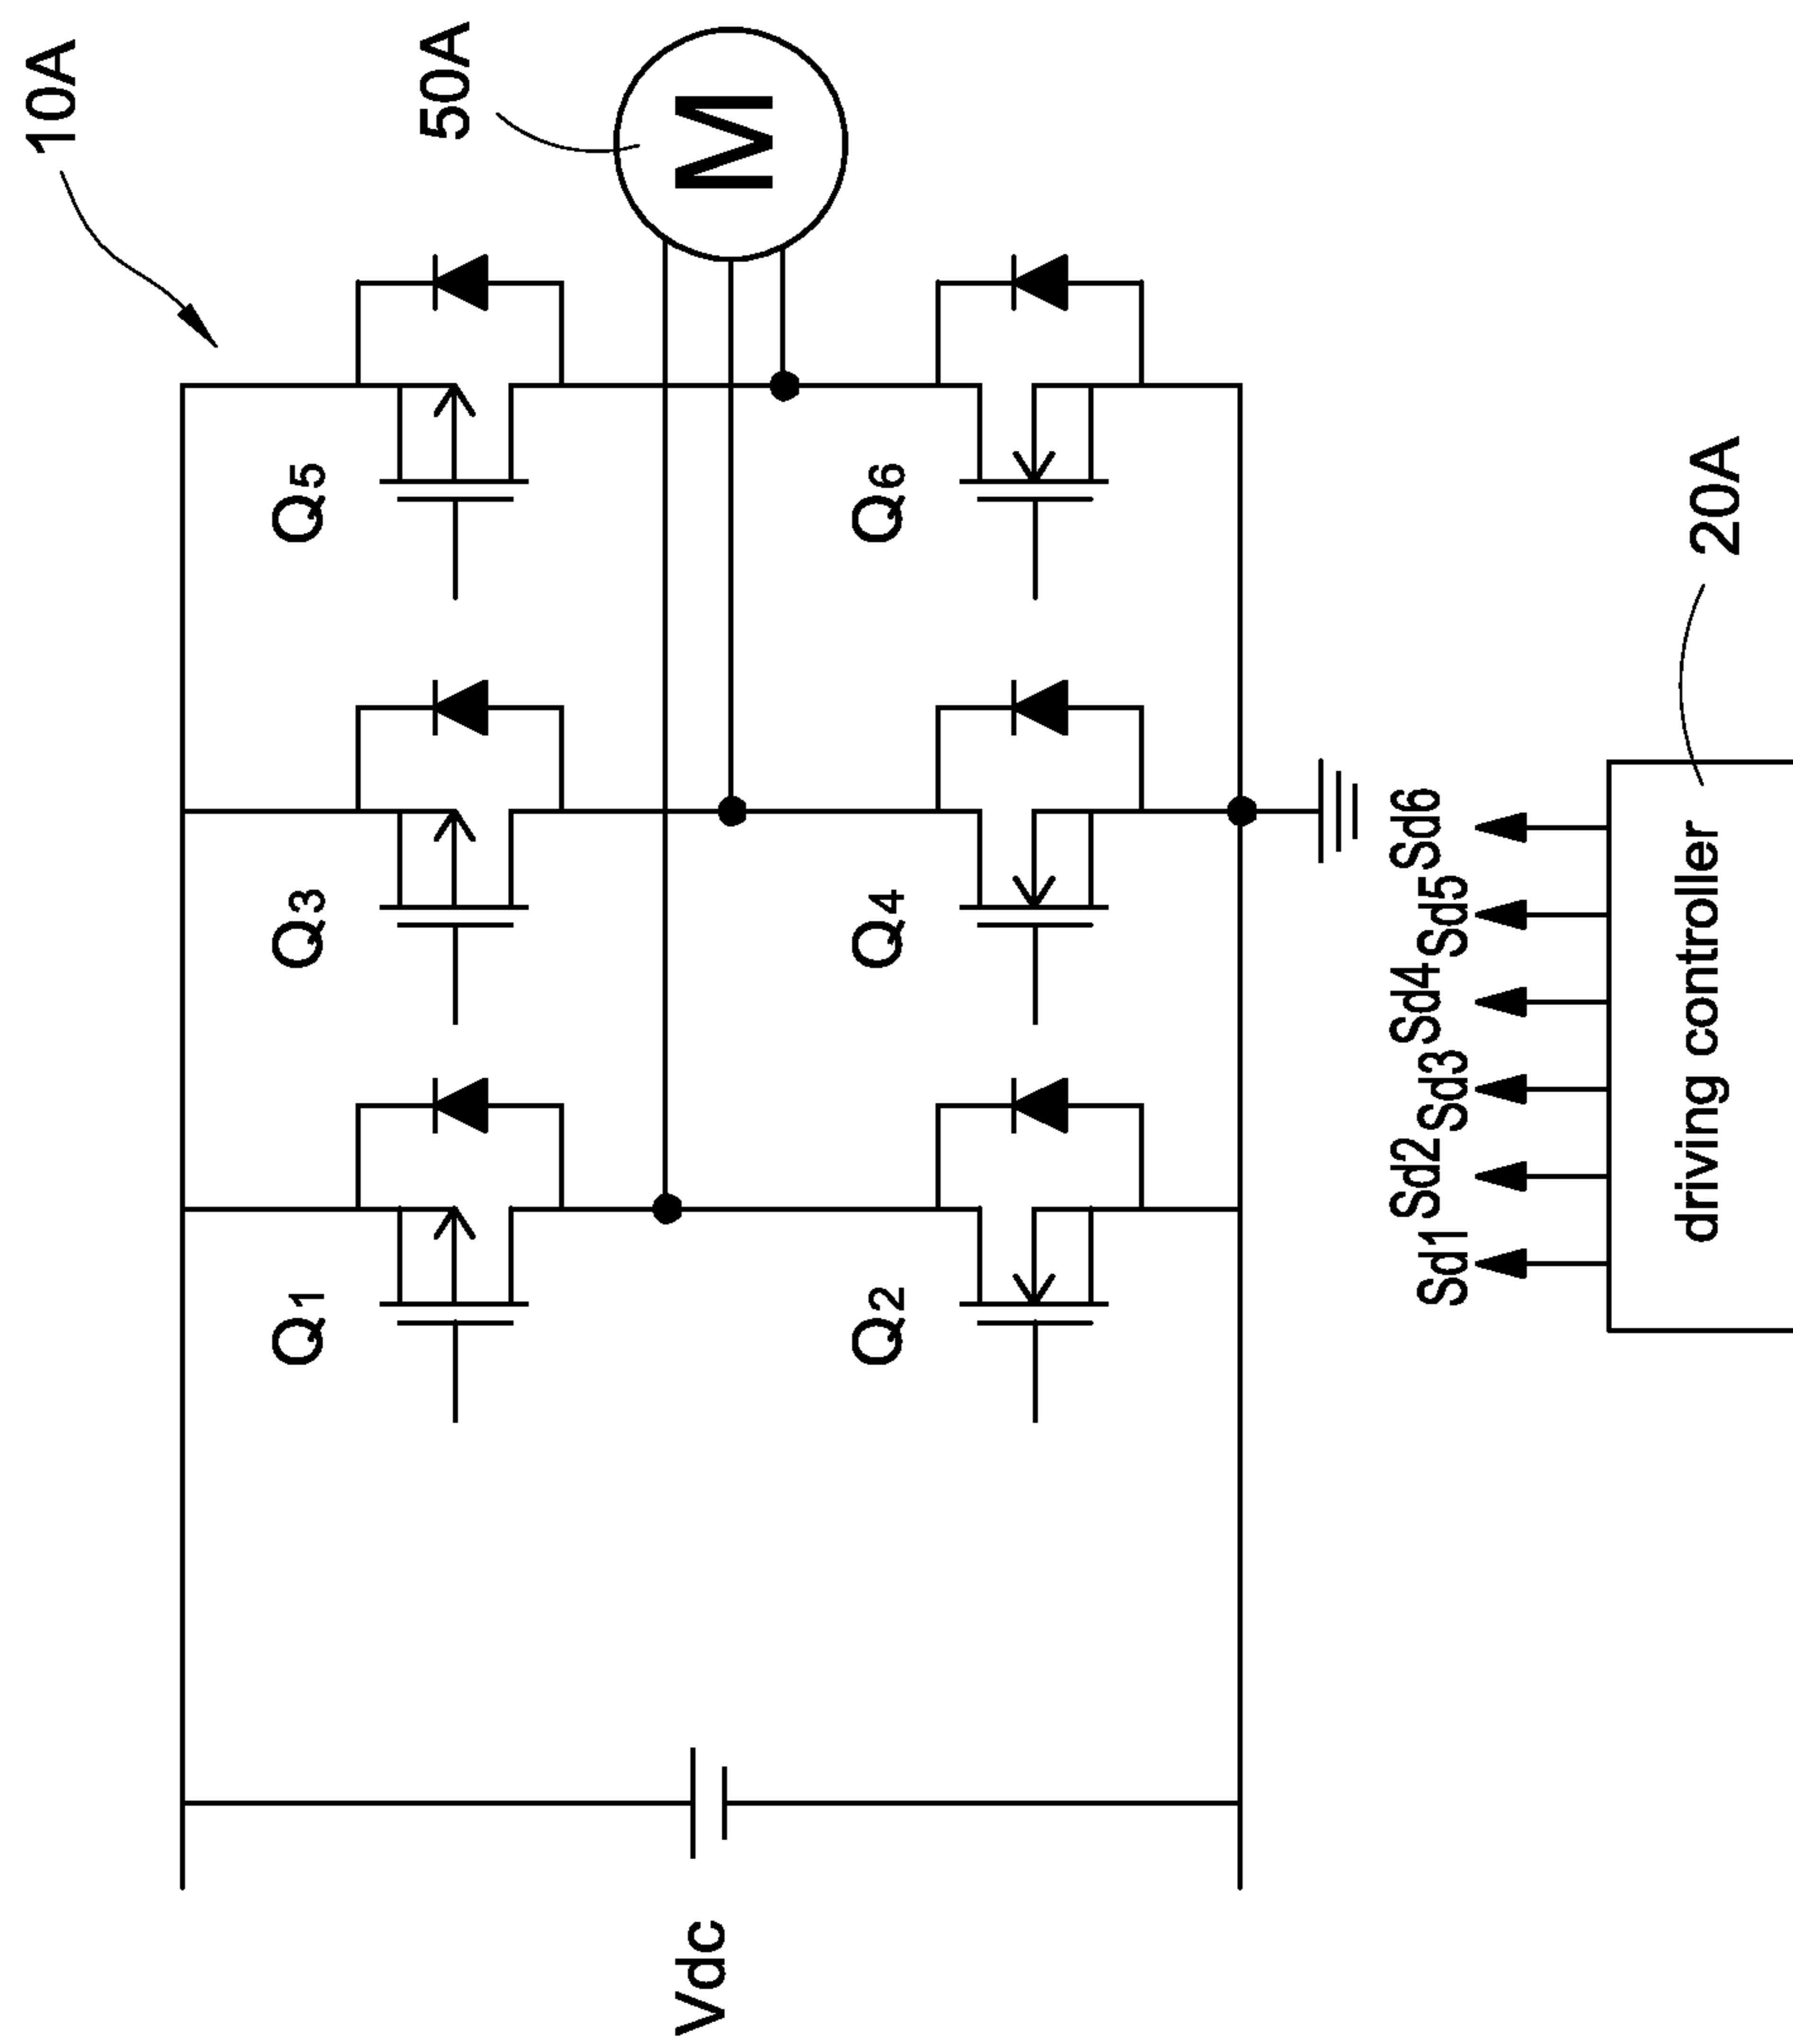 10A
50A
M
Q5
Q3
Q1
Q6
Q4
Q2
Vdc
Sd1
Sd2
Sd3
Sd4
Sd5
Sd6
driving controller
20A